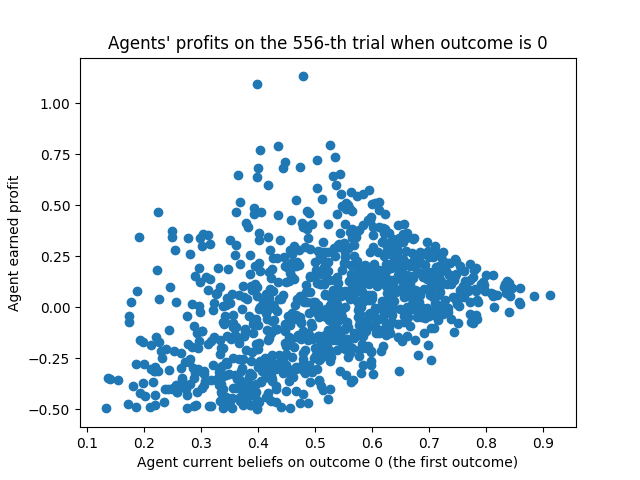 Agents' profits on the 556-th trial when outcome is 0
1.00
0.75
0.50
0.25
0.00
−0.25
−0.50
Agent earned profit
0.1 0.2 0.3 0.4 0.5 0.6 0.7 0.8 0.9
Agent current beliefs on outcome 0 (the first outcome)